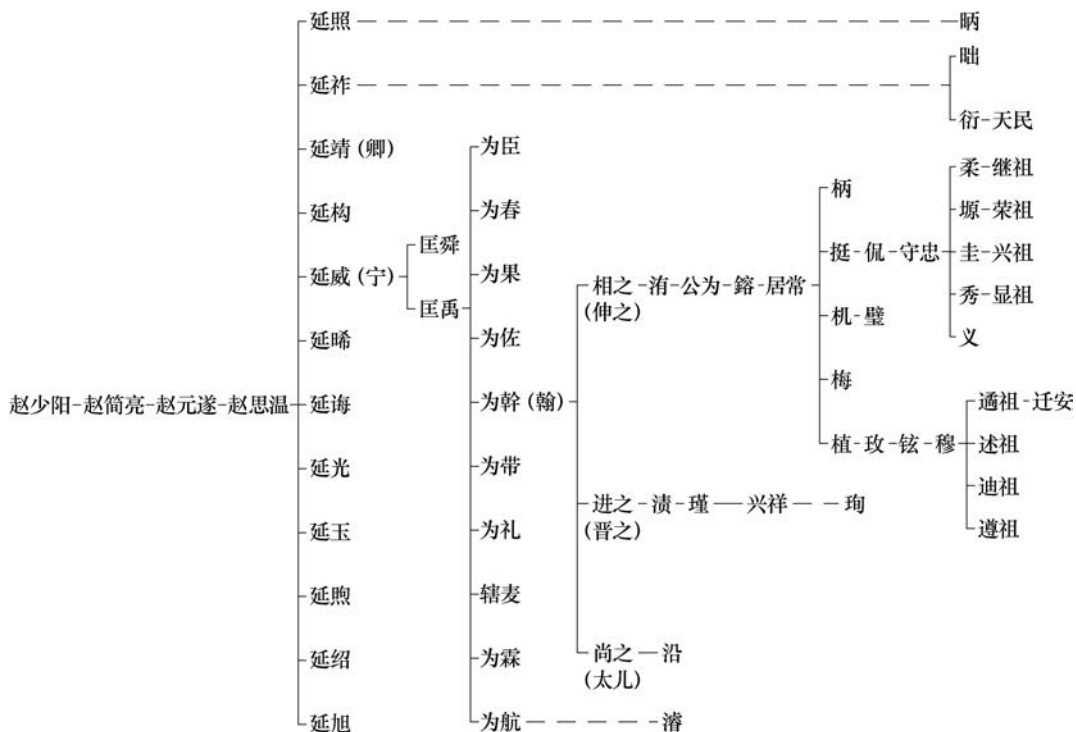 延照 昞
延祚 昢
衍-天民
延靖(卿)
延构
延威(宁)
延晞
赵少阳-赵简亮-赵元遂-赵思温 延诲
延光
延玉
延煦
延绍
延旭
匡舜
匡禹
为臣
为春
为果
为佐
为幹(翰)
为带
为礼
辖麦
为霖
为航 濬
相之-洧-公为-鎔-居常
(伸之)
进之-渍-瑾-兴祥 珣
(晋之)
尚之-沿
(太儿)
柄
挺-侃-守忠
机-璧
梅
植-玫-铉-穆
柔-继祖
塬-荣祖
圭-兴祖
秀-显祖
义
遹祖-迁安
述祖
迪祖
遵祖